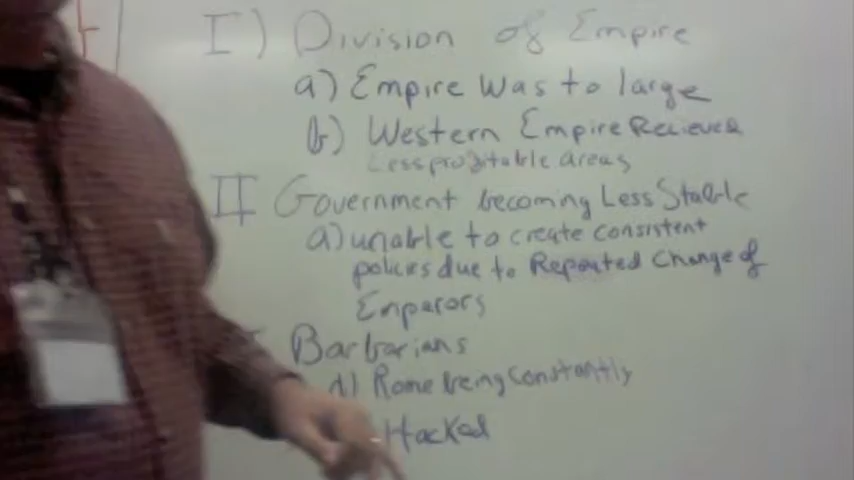 I) Division of Empire
a) Empire Was to large
b) Western Empire Reciever
Less profitable areas
II Government becoming Less Stable
a) unable to create consistent
policies due to Repeated Change of
Emperors
Barbarians
a) Rome being Constantly
Attacked